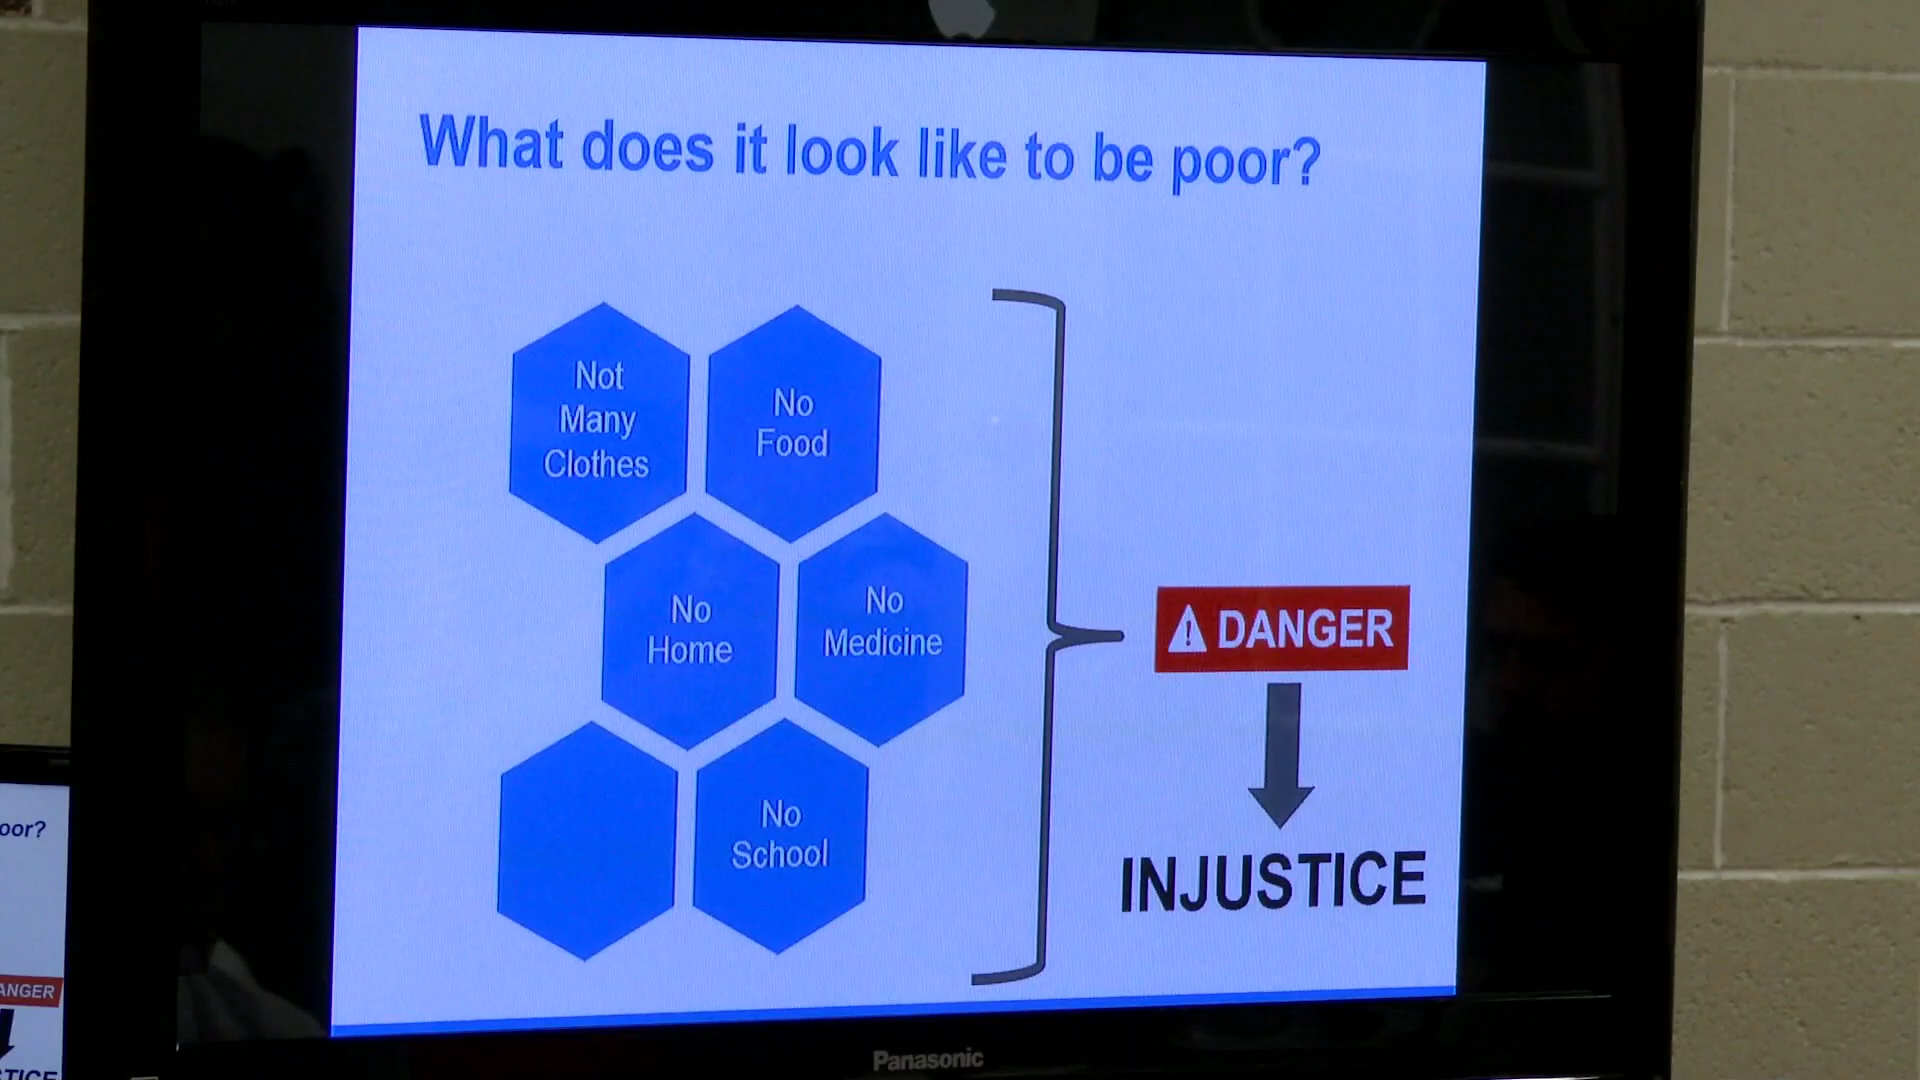 What does it look like to be poor?
Not
Many
Clothes
No
Food
No
Home
No
Medicine
No
School
DANGER
INJUSTICE
Panasonic
oor?
ANGER
STICE